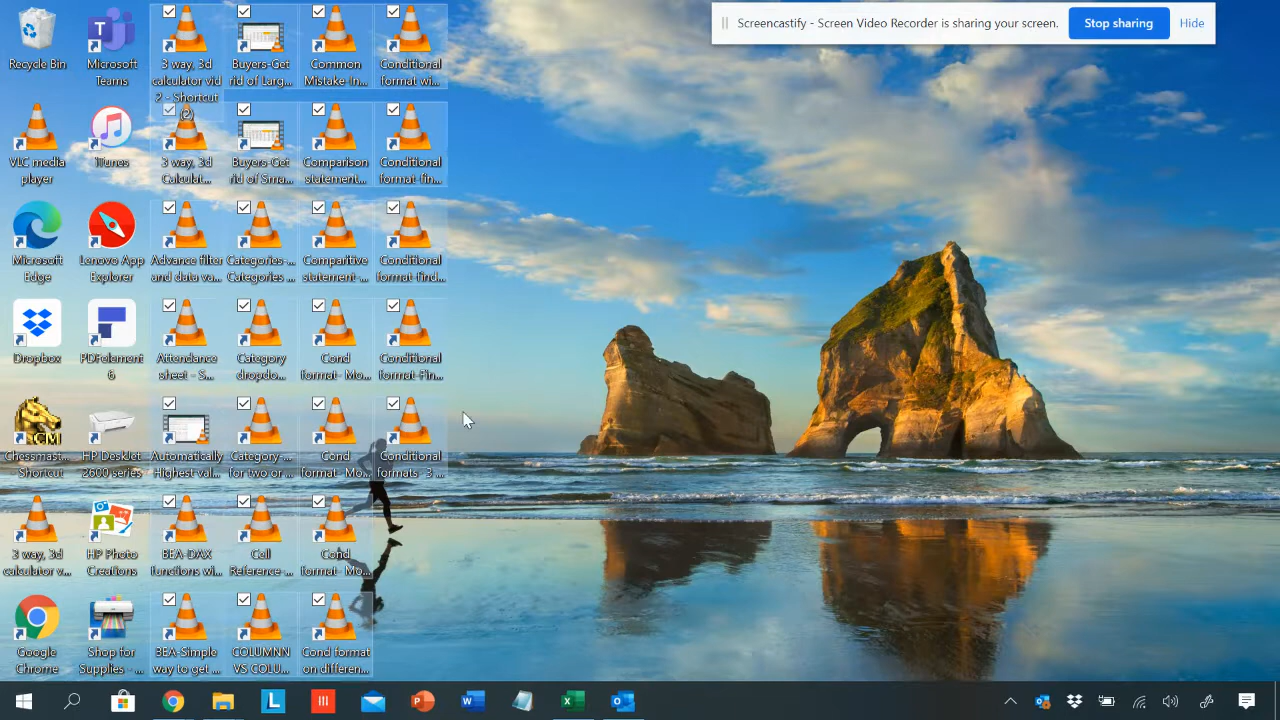 Screencastify - Screen Video Recorder is sharing your screen.
Stop sharing
Hide
Recycle Bin
Microsoft
Teams
3 way, 3d
calculator vid
2 - Shortcut
(2)
Buyers-Get
rid of Larg...
Common
Mistake In...
Conditional
format wi...
VLC media
player
iTunes
3 way, 3d
Calculat...
Buyers-Get
rid of Sma...
Comparison
statement...
Conditional
format-fin...
Microsoft
Edge
Lenovo App
Explorer
Advance filter
and data va...
Categories-...
Categories ...
Comparitive
statement-...
Conditional
format-find...
Dropbox
PDFelement
6
Attendance
sheet - S...
Category
dropdo...
Cond
format- Mo...
Conditional
format-Fin...
Chessmast...
Shortcut
HP DeskJet
2600 series
Automatically
Highest val...
Category-...
for two or ...
Cond
format- Mo...
Conditional
formats- 3 ...
3 way, 3d
calculator v...
HP Photo
Creations
BEA-DAX
functions wi...
Cell
Reference-...
Cond
format- Mo...
Google
Chrome
Shop for
Supplies - ...
BEA-Simple
way to get ...
COLUMNN
VS COLU...
Cond format
on differen...